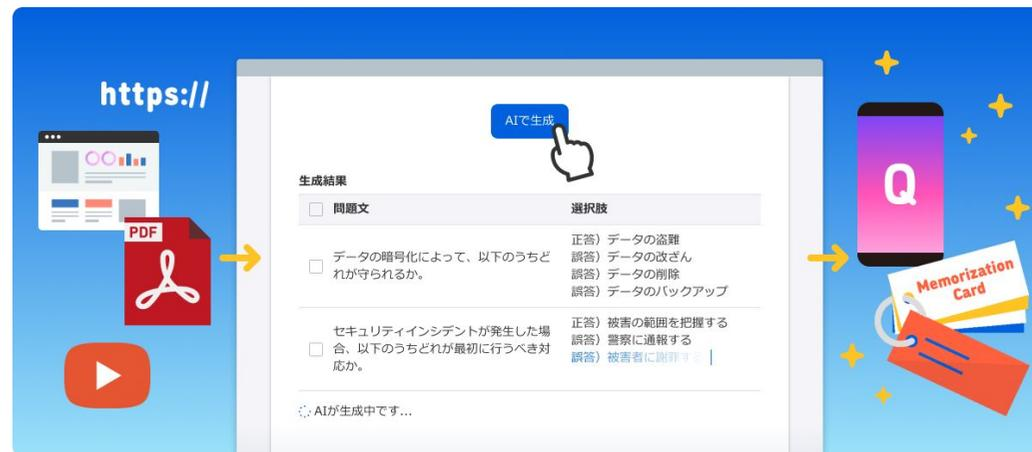 https://
PDF
AIで生成
生成結果
問題文
選択肢
データの暗号化によって、以下のうちど
れが守られるか。
正答）データの盗難
誤答）データの改ざん
誤答）データの削除
誤答）データのバックアップ
セキュリティインシデントが発生した場
合、以下のうちどれが最初に行うべき対
応か。
正答）被害の範囲を把握する
誤答）警察に通報する
誤答）被害者に謝罪する
AIが生成中です...
Q
Memorization
Card